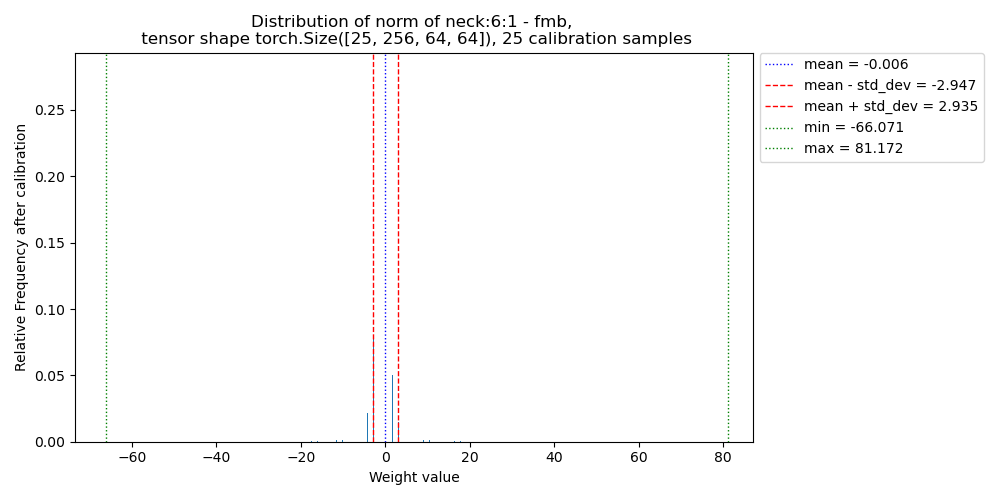 Distribution of norm of neck:6:1 - fmb,
tensor shape torch.Size([25, 256, 64, 64]), 25 calibration samples
mean = -0.006
mean - std_dev = -2.947
mean + std_dev = 2.935
min = -66.071
max = 81.172
Relative Frequency after calibration
0.25
0.20
0.15
0.10
0.05
0.00
−60
−40
−20
0
20
40
60
80
Weight value